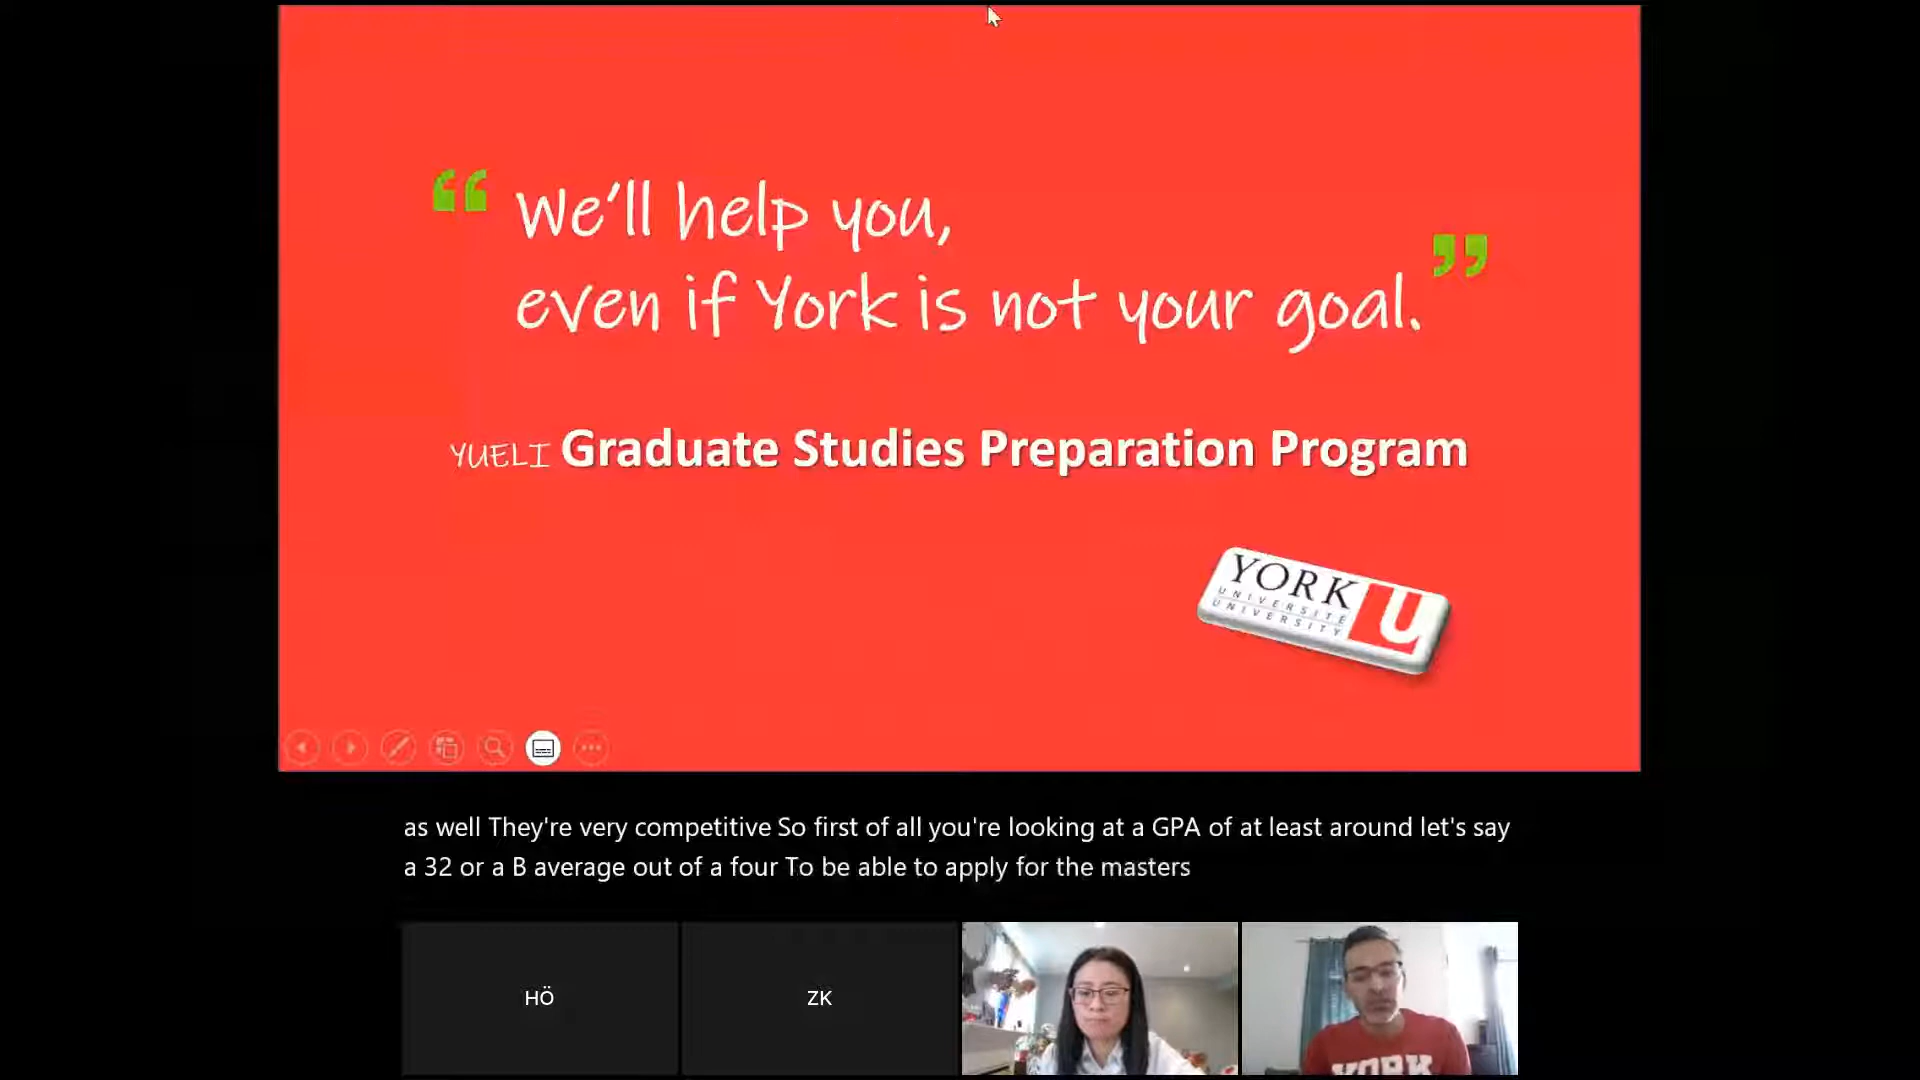 “ We’ll help you,
even if York is not your goal. ”
YUELI Graduate Studies Preparation Program
YORK U
UNIVERSITÉ
UNIVERSITY
as well They're very competitive So first of all you're looking at a GPA of at least around let's say
a 32 or a B average out of a four To be able to apply for the masters
HÖ
ZK
YORK